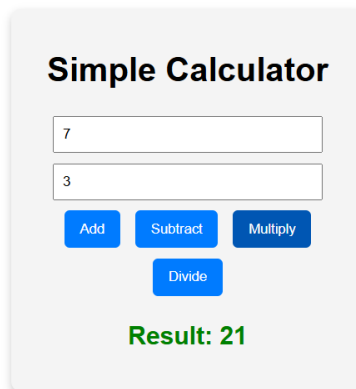 Simple Calculator
7
3
Add Subtract Multiply
Divide
Result: 21